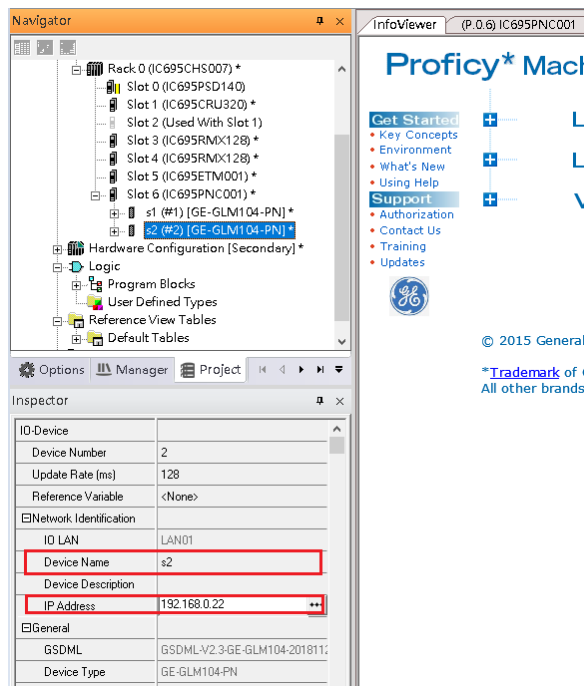 Navigator
InfoViewer
(P.0.6) IC695PNC001
Rack 0 (IC695CHS007) *
Slot 0 (IC695PSD140)
Slot 1 (IC695CRU320) *
Slot 2 (Used With Slot 1)
Slot 3 (IC695RMX128) *
Slot 4 (IC695RMX128) *
Slot 5 (IC695ETM001) *
Slot 6 (IC695PNC001) *
s1 (#1) [GE-GLM104-PN] *
s2 (#2) [GE-GLM104-PN] *
Hardware Configuration [Secondary] *
Logic
Program Blocks
User Defined Types
Reference View Tables
Default Tables
Options Manager Project
Proficy* Mach
Get Started
• Key Concepts
• Environment
• What's New
• Using Help
Support
• Authorization
• Contact Us
• Training
• Updates
L
L
V
GE
© 2015 General
*Trademark of
All other brands
Inspector
IO-Device
Device Number 2
Update Rate (ms) 128
Reference Variable <None>
Network Identification
IO LAN LAN01
Device Name s2
Device Description
IP Address 192.168.0.22
General
GSDML GSDML-V2.3-GE-GLM104-2018112
Device Type GE-GLM104-PN